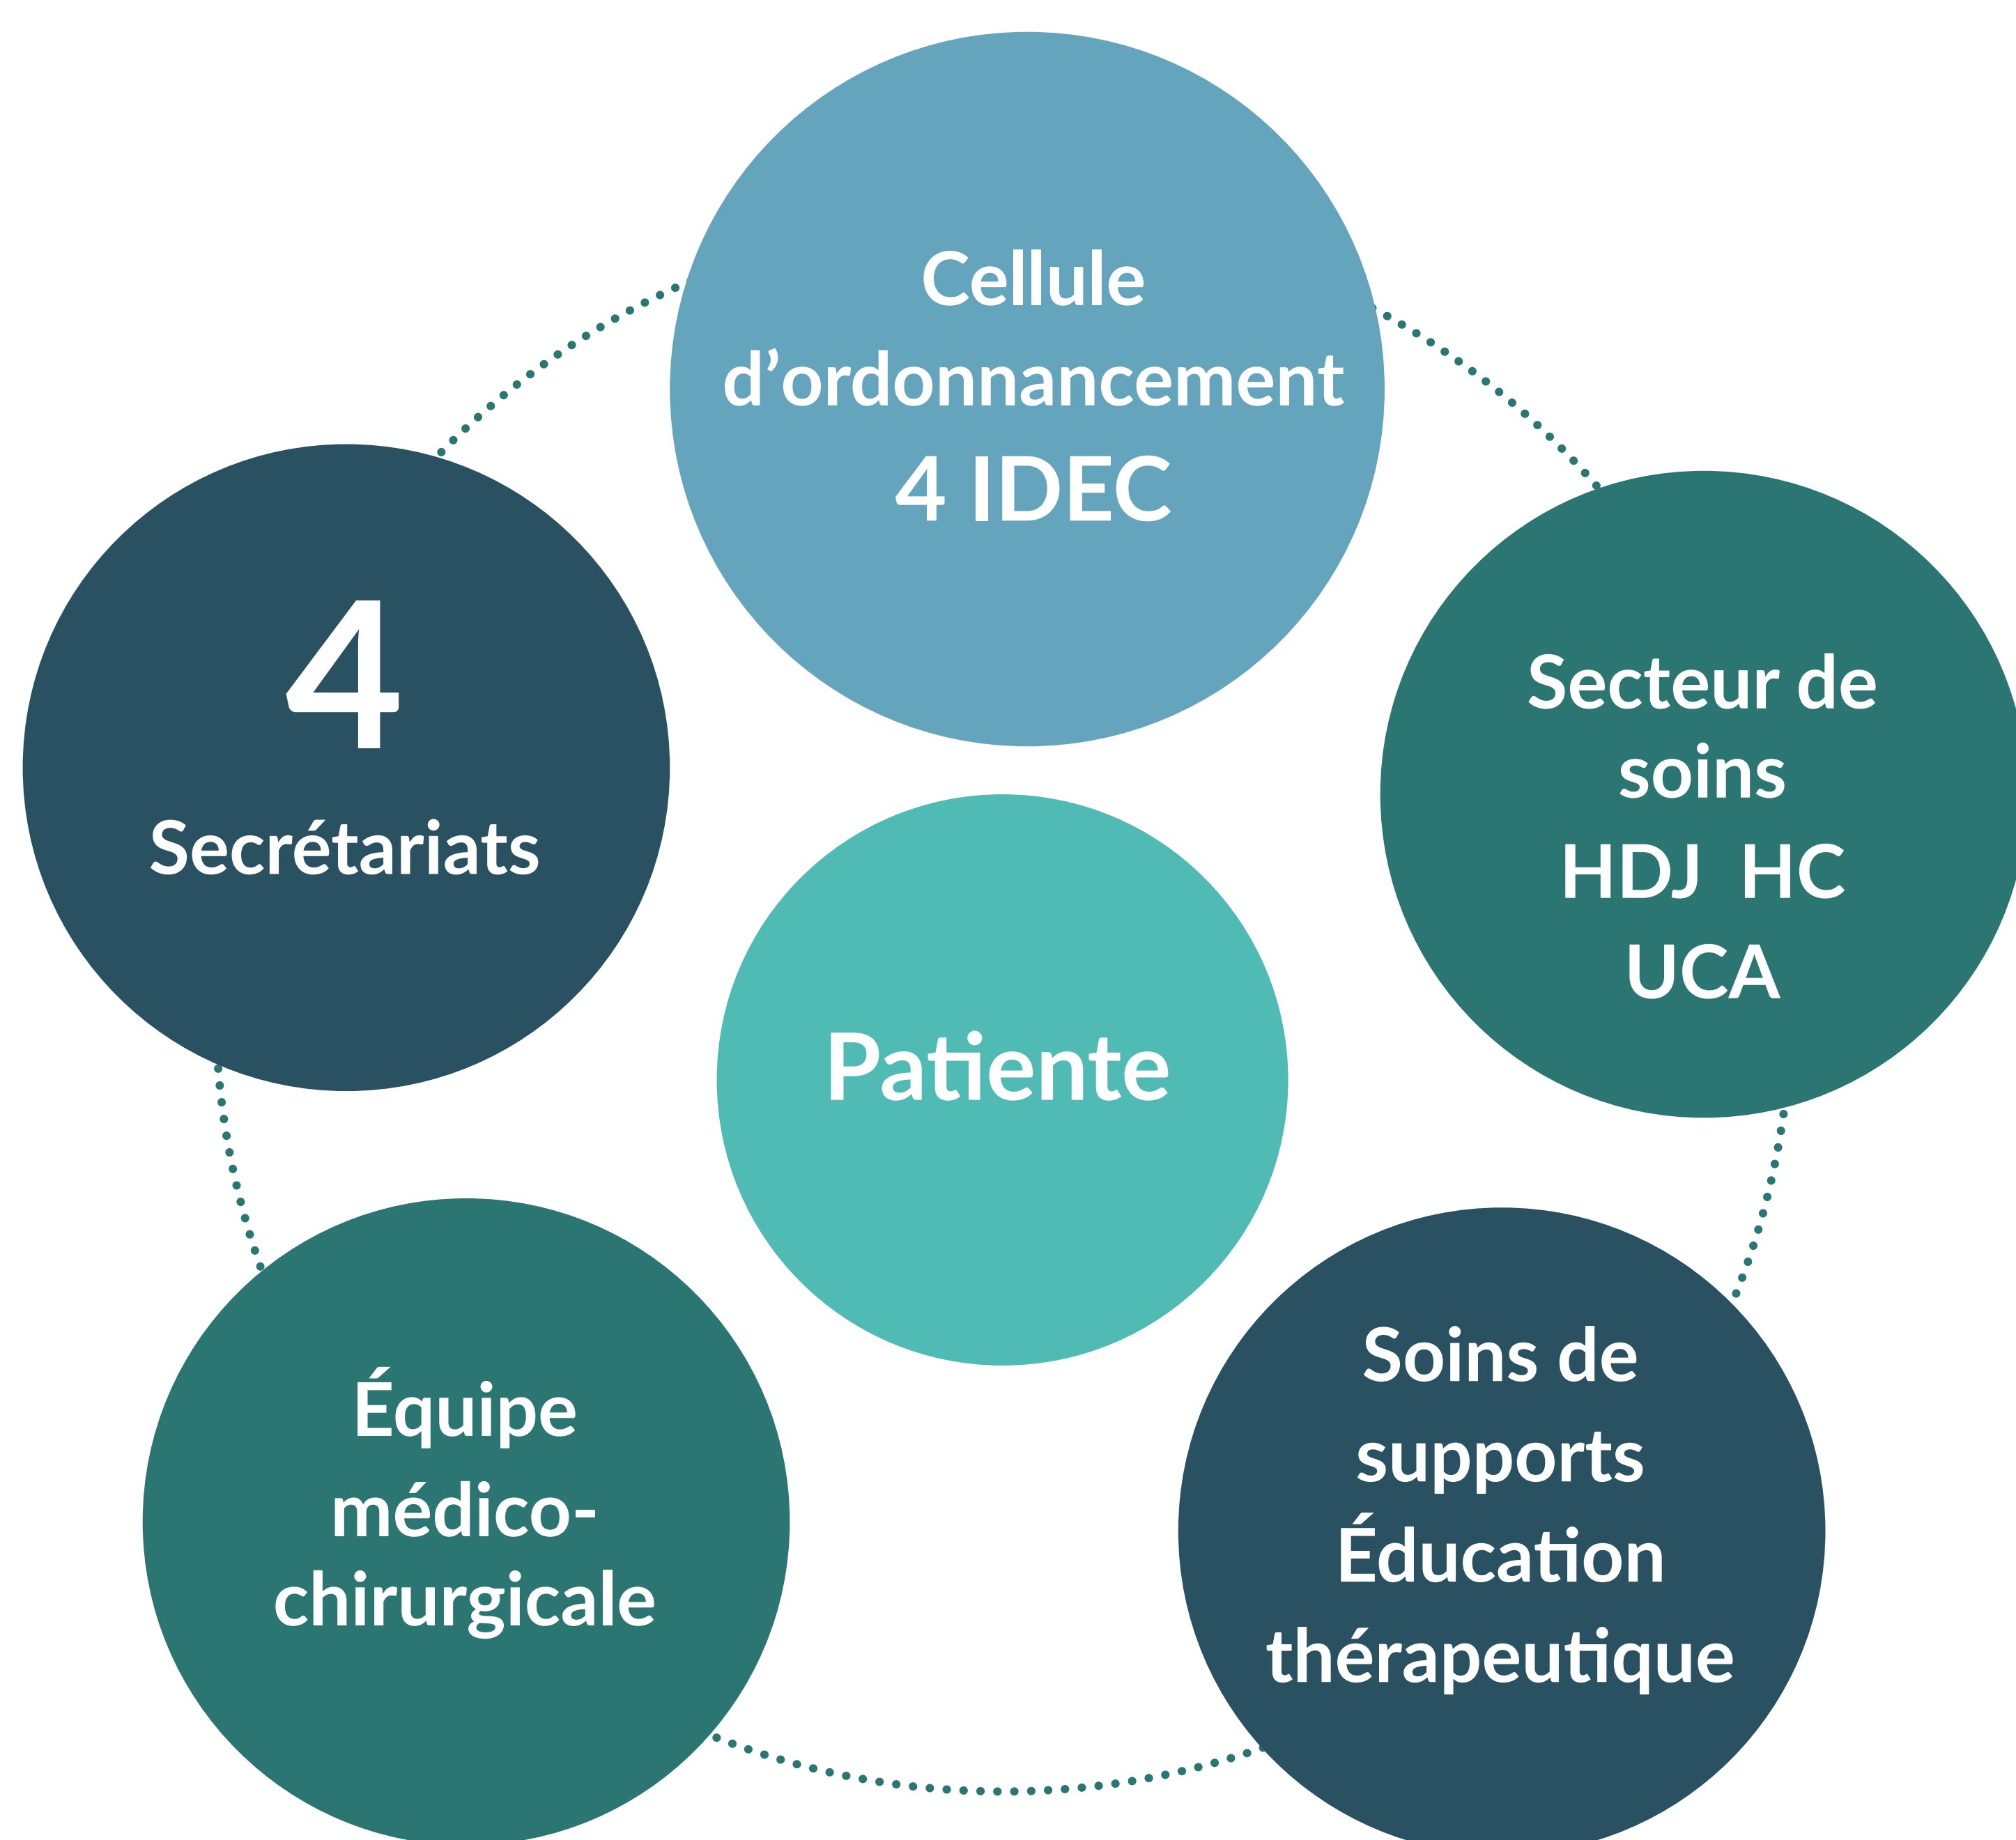 Cellule
d’ordonnancement
4 IDEC
4
Secrétariats
Secteur de
soins
HDJ HC
UCA
Patiente
Équipe
médico-
chirurgicale
Soins de
supports
Éducation
thérapeutique